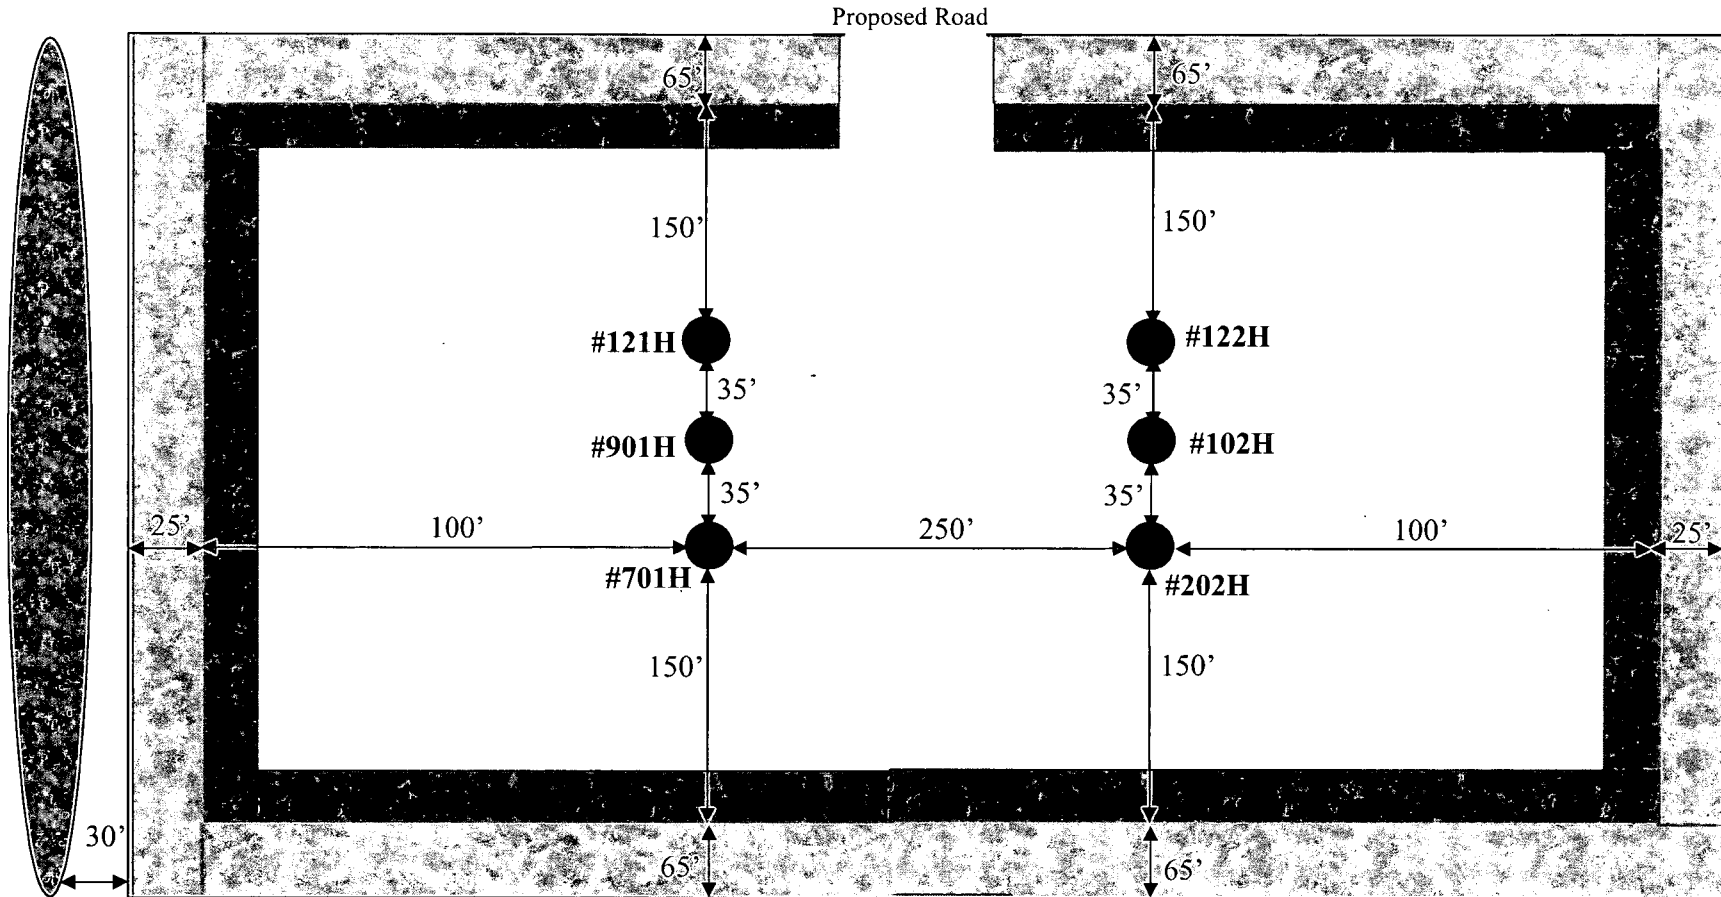 Proposed Road
65’ 65’
150’ 150’
#121H #122H
35’ 35’
#901H #102H
35’ 35’
25’ 100’ 250’ 100’ 25’
#701H #202H
150’ 150’
30’ 65’ 65’